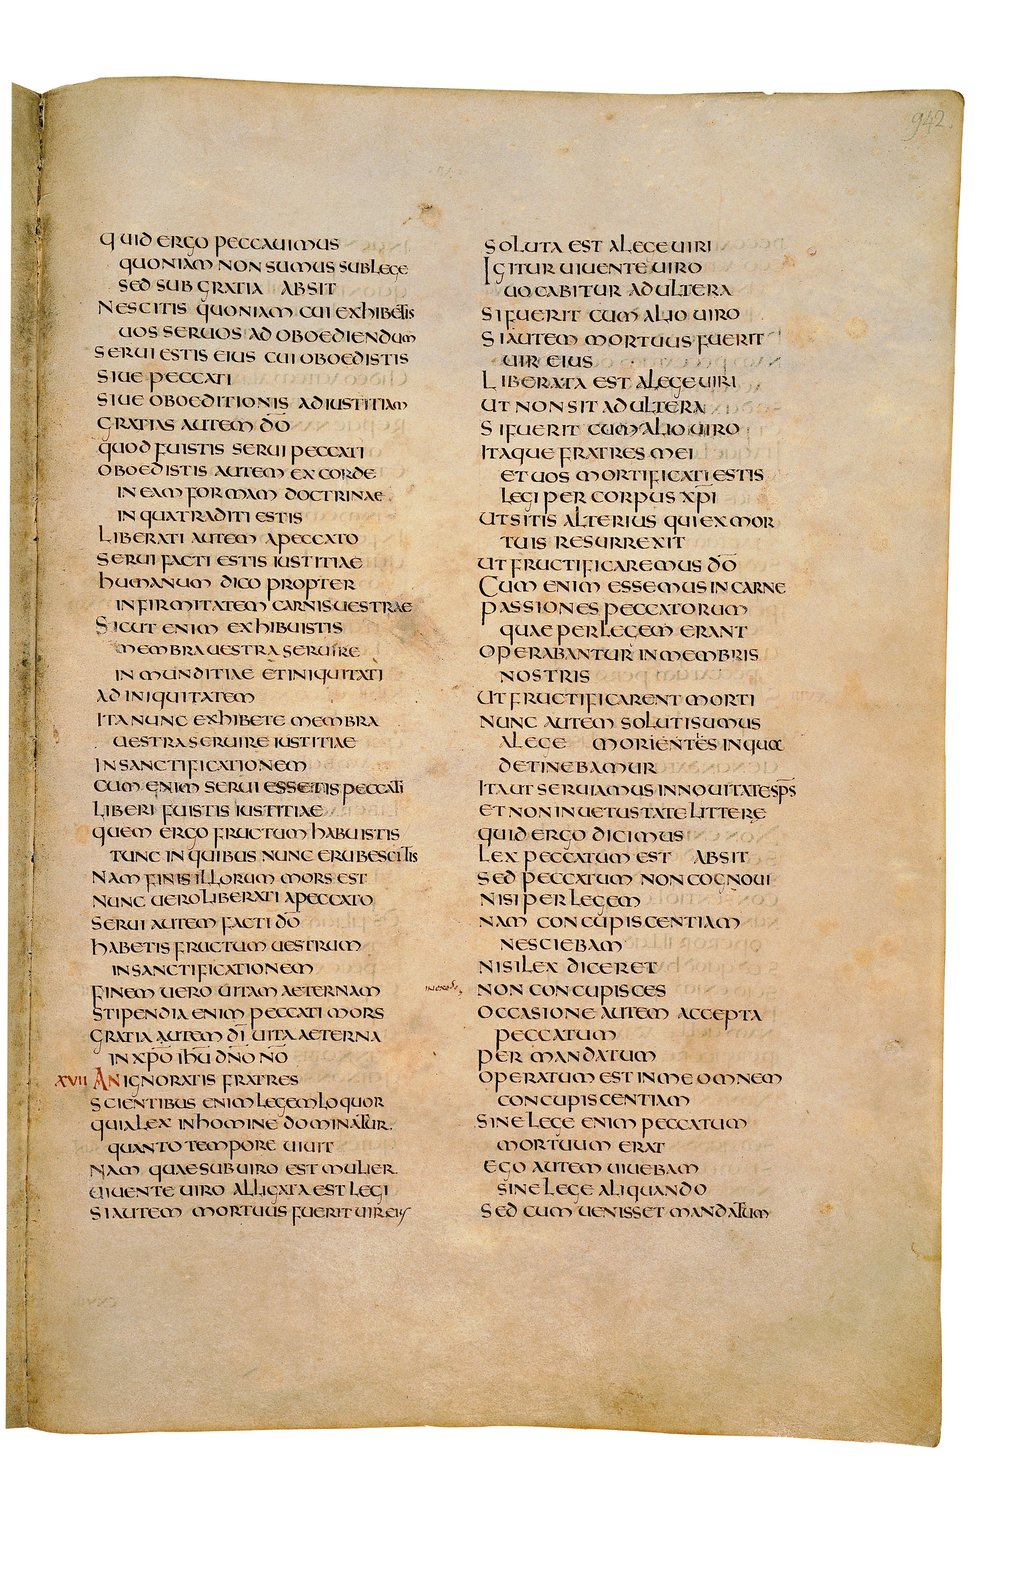 942.
QUID ERGO PECCAUIMUS
QUONIAM NON SUMUS SUB LEGE
SED SUB GRATIA ABSIT
NESCITIS QUONIAM CUI EXHIBETIS
UOS SERUOS AD OBOEDIENDUM
SERUI ESTIS EIUS CUI OBOEDISTIS
SIUE PECCATI
SIUE OBOEDITIONIS AD IUSTITIAM
GRATIAS AUTEM D̅O̅
QUOD FUISTIS SERUI PECCATI
OBOEDISTIS AUTEM EX CORDE
IN EAM FORMAM DOCTRINAE
IN QUA TRADITI ESTIS
LIBERATI AUTEM A PECCATO
SERUI FACTI ESTIS IUSTITIAE
HUMANUM DICO PROPTER
INFIRMITATEM CARNIS UESTRAE
SICUT ENIM EXHIBUISTIS
MEMBRA UESTRA SERUIRE
INMUNDITIAE ET INIQUITATI
AD INIQUITATEM
ITA NUNC EXHIBETE MEMBRA
UESTRA SERUIRE IUSTITIAE
IN SANCTIFICATIONEM
CUM ENIM SERUI ESSETIS PECCATI
LIBERI FUISTIS IUSTITIAE
QUEM ERGO FRUCTUM HABUISTIS
TUNC IN QUIBUS NUNC ERUBESCITIS
NAM FINIS ILLORUM MORS EST
NUNC UERO LIBERATI A PECCATO
SERUI AUTEM FACTI D̅O̅
HABETIS FRUCTUM UESTRUM
IN SANCTIFICATIONEM
FINEM UERO UITAM AETERNAM
STIPENDIA ENIM PECCATI MORS
GRATIA AUTEM D̅I̅ UITA AETERNA
IN X̅P̅O̅ I̅H̅U̅ D̅N̅O̅ N̅O̅
XVII AN IGNORATIS FRATRES
SCIENTIBUS ENIM LEGEM LOQUOR
QUIA LEX IN HOMINE DOMINATUR
QUANTO TEMPORE UIUIT
NAM QUAE SUB UIRO EST MULIER
UIUENTE UIRO ALLIGATA EST LEGI
SI AUTEM MORTUUS FUERIT UIR EIUS
SOLUTA EST A LEGE UIRI
IGITUR UIUENTE UIRO
UOCABITUR ADULTERA
SI FUERIT CUM ALIO UIRO
SI AUTEM MORTUUS FUERIT
UIR EIUS
LIBERATA EST A LEGE UIRI
UT NON SIT ADULTERA
SI FUERIT CUM ALIO UIRO
ITAQUE FRATRES MEI
ET UOS MORTIFICATI ESTIS
LEGI PER CORPUS X̅P̅I̅
UT SITIS ALTERIUS QUI EX MOR
TUIS RESURREXIT
UT FRUCTIFICAREMUS D̅O̅
CUM ENIM ESSEMUS IN CARNE
PASSIONES PECCATORUM
QUAE PER LEGEM ERANT
OPERABANTUR IN MEMBRIS
NOSTRIS
UT FRUCTIFICARENT MORTI
NUNC AUTEM SOLUTI SUMUS
A LEGE MORIENTES IN QUA
DETINEBAMUR
ITA UT SERUIAMUS IN NOUITATE S̅P̅S̅
ET NON IN UETUSTATE LITTERE
QUID ERGO DICIMUS
LEX PECCATUM EST ABSIT
SED PECCATUM NON COGNOUI
NISI PER LEGEM
NAM CONCUPISCENTIAM
NESCIEBAM
NISI LEX DICERET
NON CONCUPISCES
OCCASIONE AUTEM ACCEPTA
PECCATUM
PER MANDATUM
OPERATUM EST IN ME OMNEM
CONCUPISCENTIAM
SINE LEGE ENIM PECCATUM
MORTUUM ERAT
EGO AUTEM UIUEBAM
SINE LEGE ALIQUANDO
SED CUM UENISSET MANDATUM